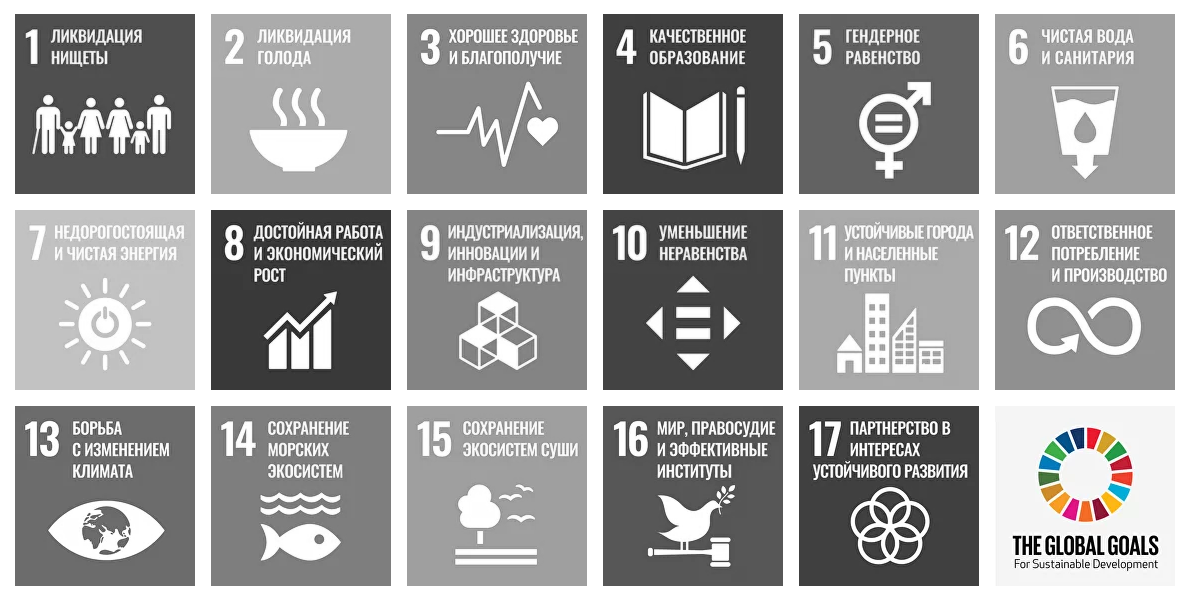 1 ЛИКВИДАЦИЯ
НИЩЕТЫ
2 ЛИКВИДАЦИЯ
ГОЛОДА
3 ХОРОШЕЕ ЗДОРОВЬЕ
И БЛАГОПОЛУЧИЕ
4 КАЧЕСТВЕННОЕ
ОБРАЗОВАНИЕ
5 ГЕНДЕРНОЕ
РАВЕНСТВО
6 ЧИСТАЯ ВОДА
И САНИТАРИЯ
7 НЕДОРОГОСТОЯЩАЯ
И ЧИСТАЯ ЭНЕРГИЯ
8 ДОСТОЙНАЯ РАБОТА
И ЭКОНОМИЧЕСКИЙ
РОСТ
9 ИНДУСТРИАЛИЗАЦИЯ,
ИННОВАЦИИ И
ИНФРАСТРУКТУРА
10 УМЕНЬШЕНИЕ
НЕРАВЕНСТВА
11 УСТОЙЧИВЫЕ ГОРОДА
И НАСЕЛЕННЫЕ
ПУНКТЫ
12 ОТВЕТСТВЕННОЕ
ПОТРЕБЛЕНИЕ
И ПРОИЗВОДСТВО
13 БОРЬБА
С ИЗМЕНЕНИЕМ
КЛИМАТА
14 СОХРАНЕНИЕ
МОРСКИХ
ЭКОСИСТЕМ
15 СОХРАНЕНИЕ
ЭКОСИСТЕМ СУШИ
16 МИР, ПРАВОСУДИЕ
И ЭФФЕКТИВНЫЕ
ИНСТИТУТЫ
17 ПАРТНЕРСТВО В
ИНТЕРЕСАХ
УСТОЙЧИВОГО РАЗВИТИЯ
THE GLOBAL GOALS
For Sustainable Development